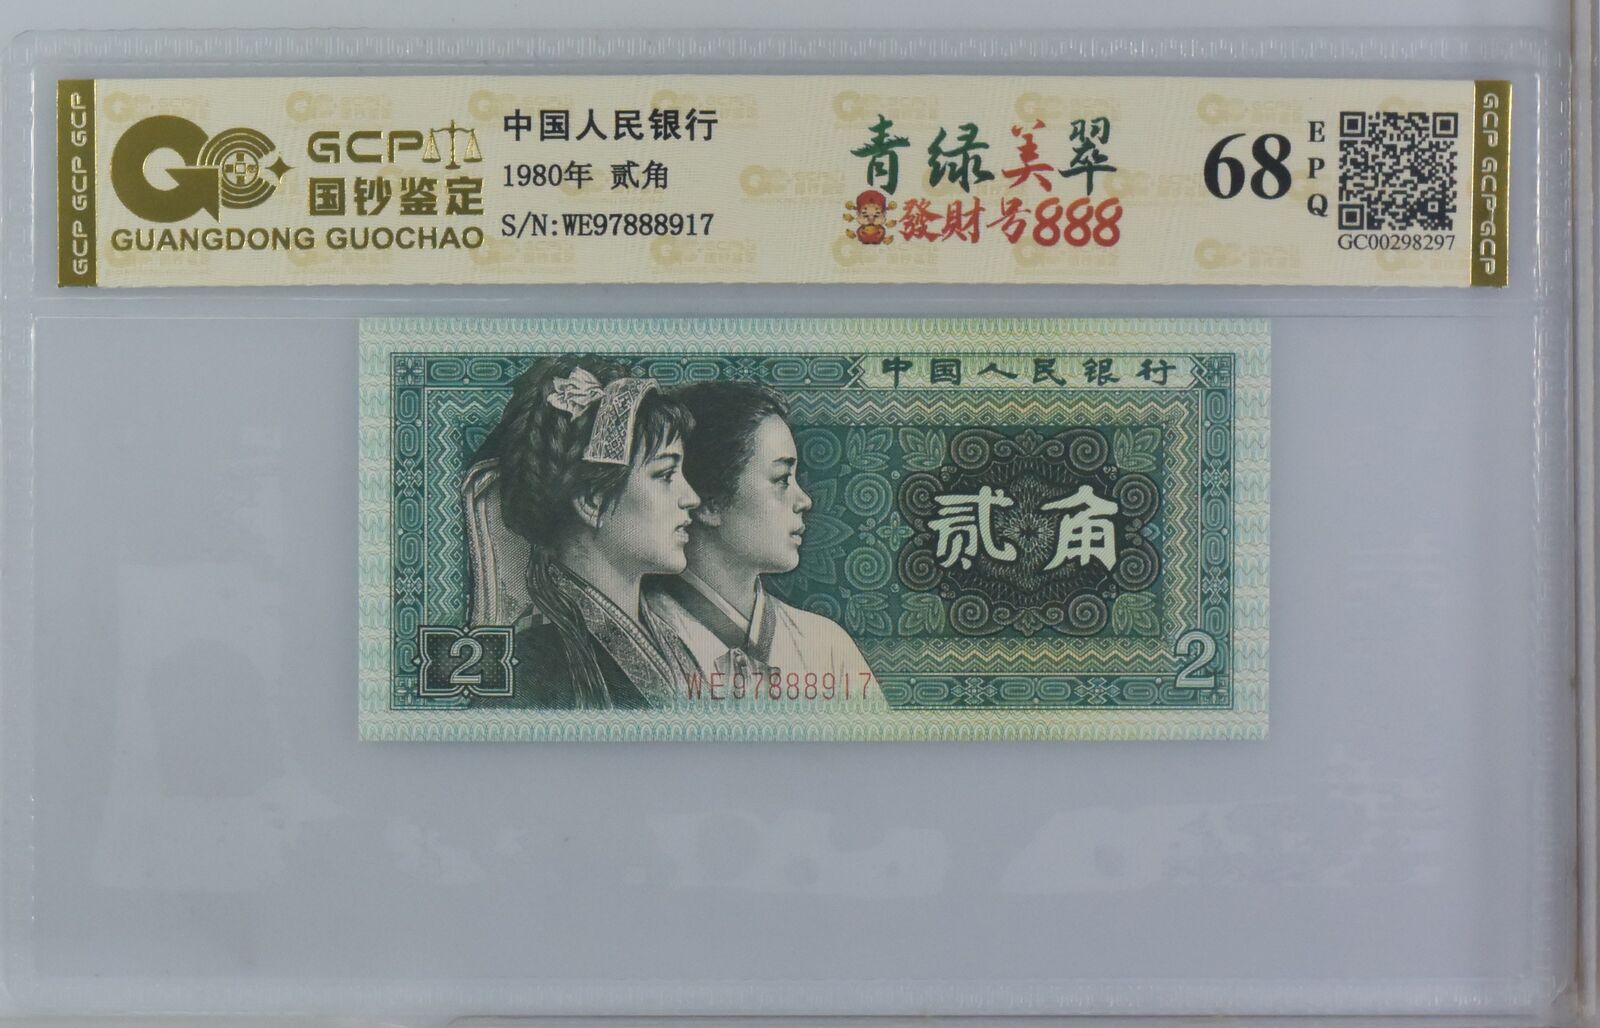 GCP GCP GCP
GCP
国钞鉴定
GUANGDONG GUOCHAO
中国人民银行
1980年 贰角
S/N:WE97888917
青绿美翠
發財号888
68
EPQ
GC00298297
GCP GCP GCP
中国人民银行
贰角
2
2
WE97888917